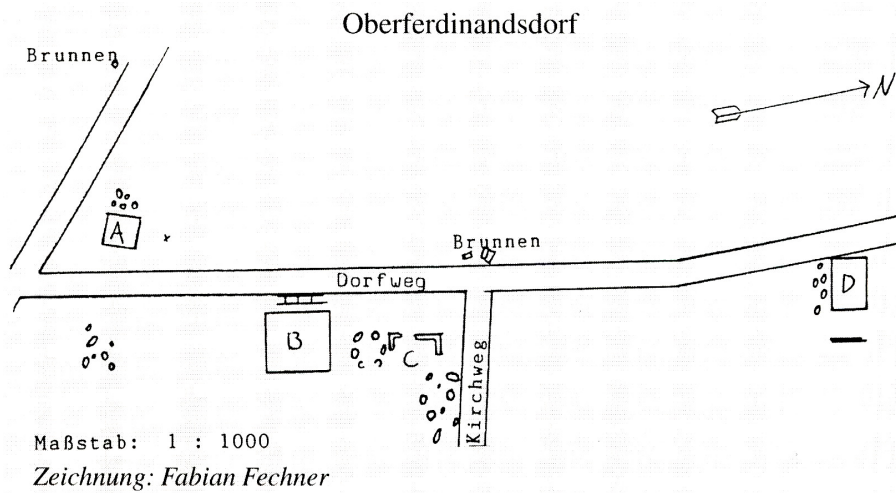 Oberferdinandsdorf
Brunnen
N
A
Brunnen
Dorfweg
D
B
C
Kirchweg
Maßstab: 1 : 1000
Zeichnung: Fabian Fechner